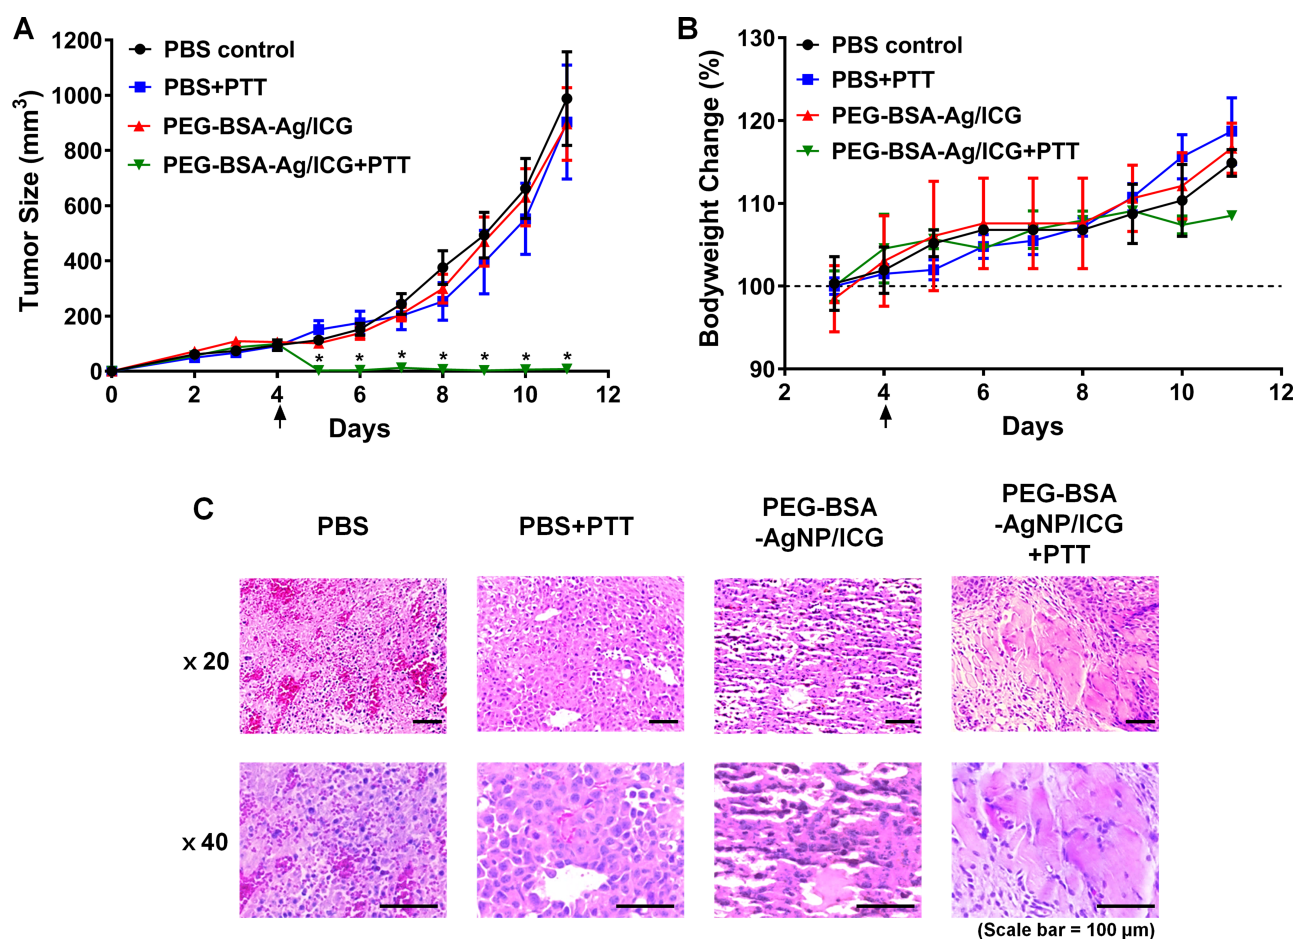 A
Tumor Size (mm3)
1200
1000
800
600
400
200
0
PBS control
PBS+PTT
PEG-BSA-Ag/ICG
PEG-BSA-Ag/ICG+PTT
* * * * * * *
0 2 4 6 8 10 12
Days
B
Bodyweight Change (%)
130
120
110
100
90
PBS control
PBS+PTT
PEG-BSA-Ag/ICG
PEG-BSA-Ag/ICG+PTT
2 4 6 8 10 12
Days
C
PBS
PBS+PTT
PEG-BSA
-AgNP/ICG
PEG-BSA
-AgNP/ICG
+PTT
x 20
x 40
(Scale bar = 100 µm)